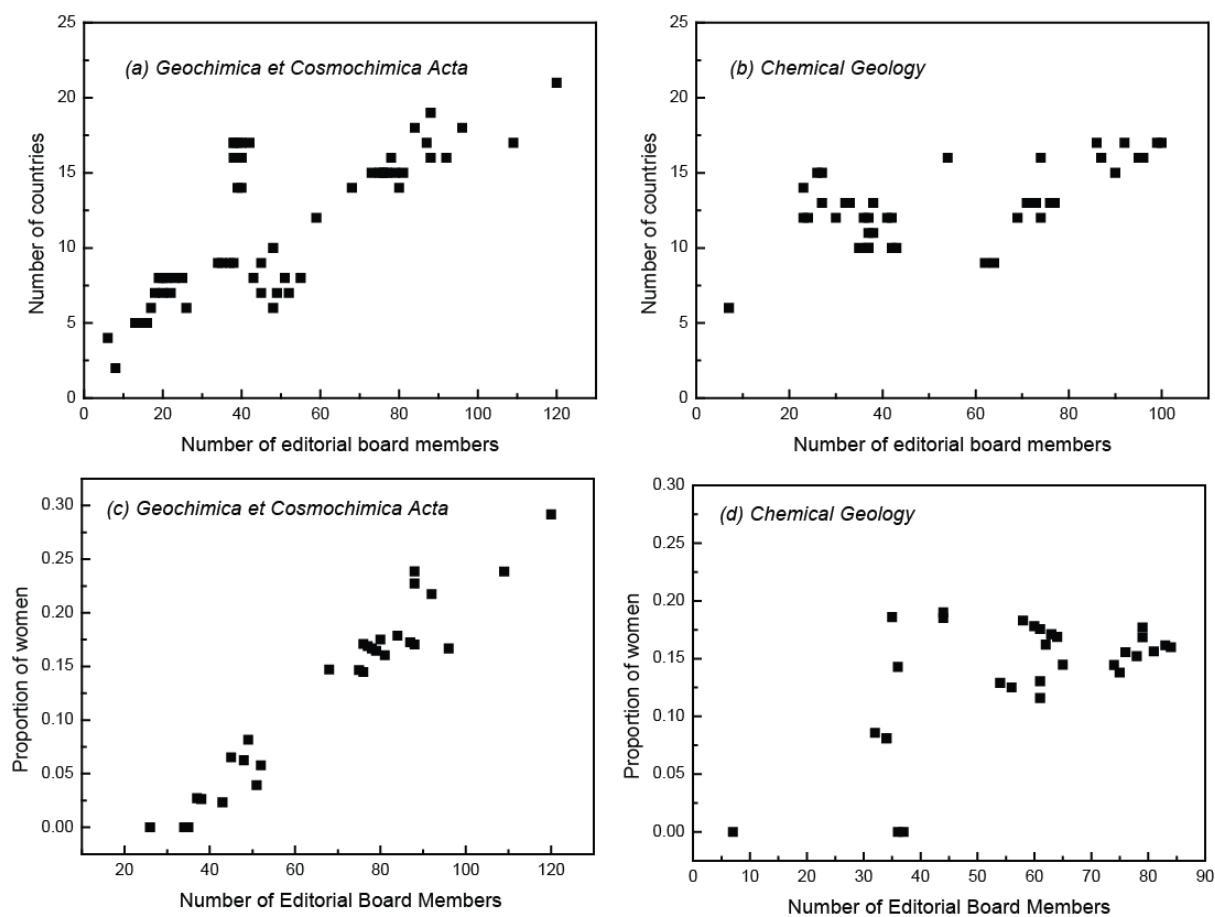 (a) Geochimica et Cosmochimica Acta
Number of countries
25
20
15
10
5
0
0 20 40 60 80 100 120
Number of editorial board members
(b) Chemical Geology
Number of countries
25
20
15
10
5
0
0 20 40 60 80 100
Number of editorial board members
(c) Geochimica et Cosmochimica Acta
Proportion of women
0.30
0.25
0.20
0.15
0.10
0.05
0.00
20 40 60 80 100 120
Number of Editorial Board Members
(d) Chemical Geology
Proportion of women
0.30
0.25
0.20
0.15
0.10
0.05
0.00
0 10 20 30 40 50 60 70 80 90
Number of Editorial Board Members